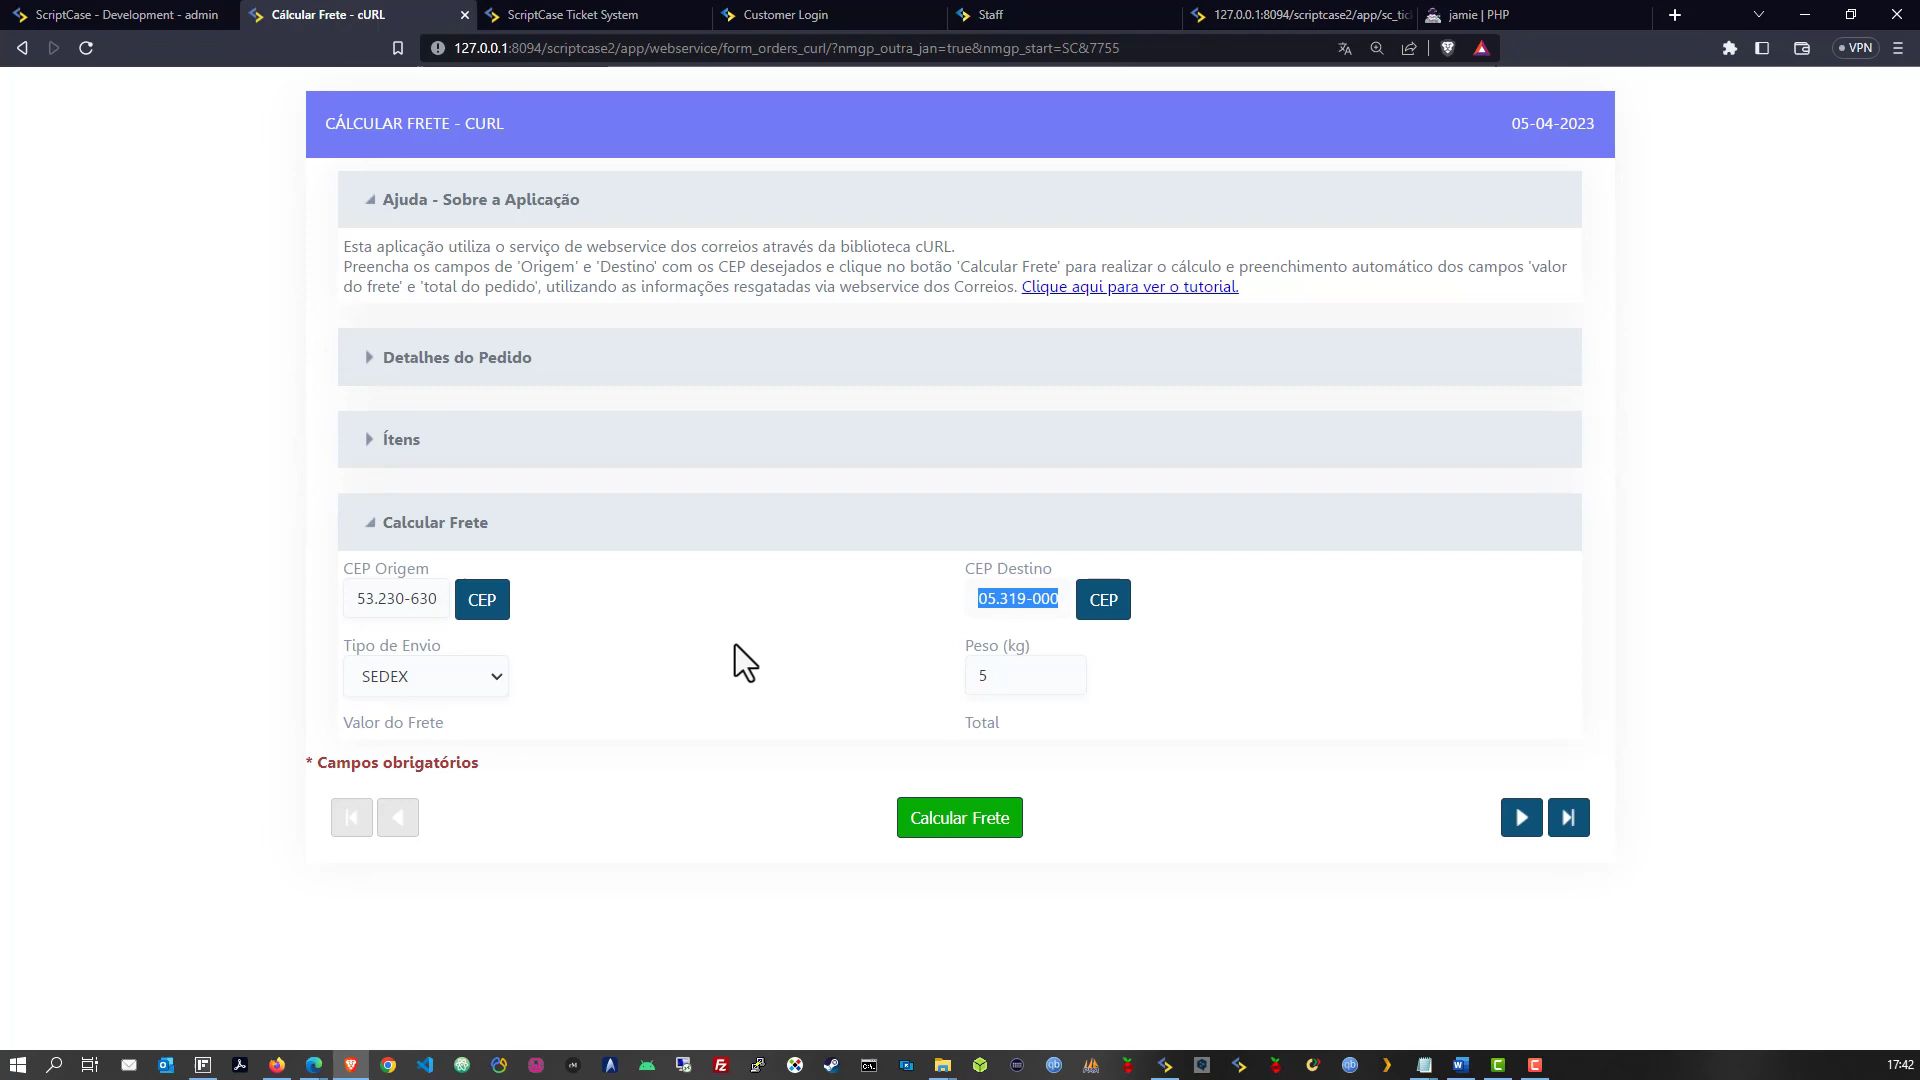 ScriptCase - Development - admin
Cálcular Frete - cURL
ScriptCase Ticket System
Customer Login
Staff
127.0.0.1:8094/scriptcase2/app/sc_tic
jamie | PHP
127.0.0.1:8094/scriptcase2/app/webservice/form_orders_curl/?nmgp_outra_jan=true&nmgp_start=SC&7755
VPN
CÁLCULAR FRETE - CURL
05-04-2023
Ajuda - Sobre a Aplicação
Esta aplicação utiliza o serviço de webservice dos correios através da biblioteca cURL.
Preencha os campos de 'Origem' e 'Destino' com os CEP desejados e clique no botão 'Calcular Frete' para realizar o cálculo e preenchimento automático dos campos 'valor
do frete' e 'total do pedido', utilizando as informações resgatadas via webservice dos Correios. Clique aqui para ver o tutorial.
Detalhes do Pedido
Ítens
Calcular Frete
CEP Origem
CEP Destino
53.230-630
CEP
05.319-000
CEP
Tipo de Envio
Peso (kg)
SEDEX
5
Valor do Frete
Total
* Campos obrigatórios
Calcular Frete
17:42